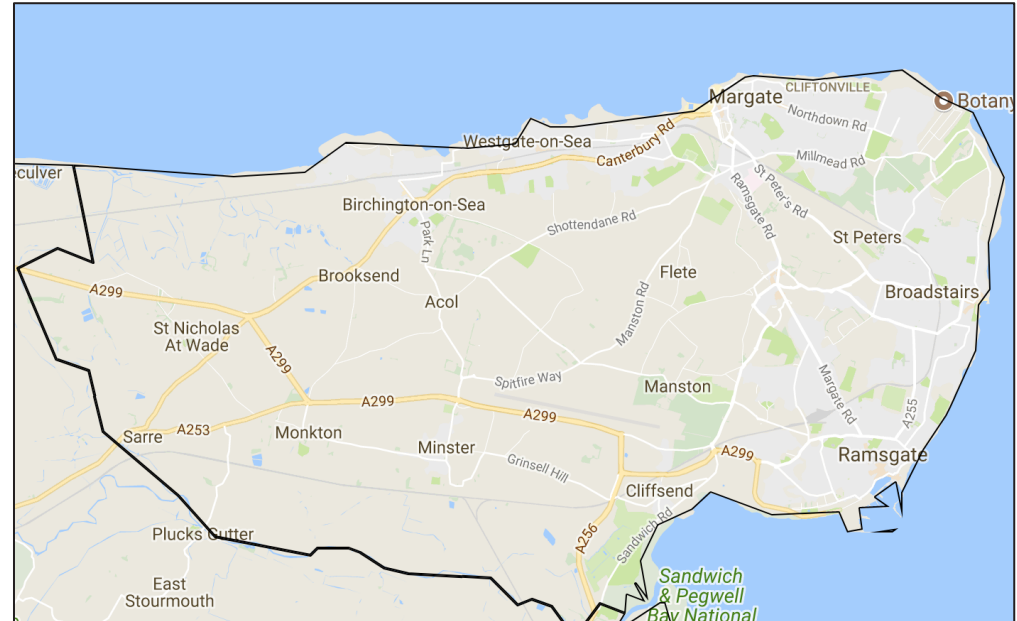 CLIFTONVILLE
Margate
Botany
Northdown Rd
Westgate-on-Sea
Canterbury Rd
Millmead Rd
eculver
St Peter's Rd
Ramsgate Rd
Birchington-on-Sea
Shottendane Rd
Park Ln
St Peters
Brooksend
Flete
A299
Acol
Broadstairs
Manston Rd
St Nicholas
At Wade
A299
Spitfire Way
Manston
Margate Rd
A299
A299
A255
A253
Sarre
Monkton
Minster
A299
Ramsgate
Grinsell Hill
Cliffsend
Sandwich Rd
A256
Plucks Gutter
East
Stourmouth
Sandwich
& Pegwell
Bay National